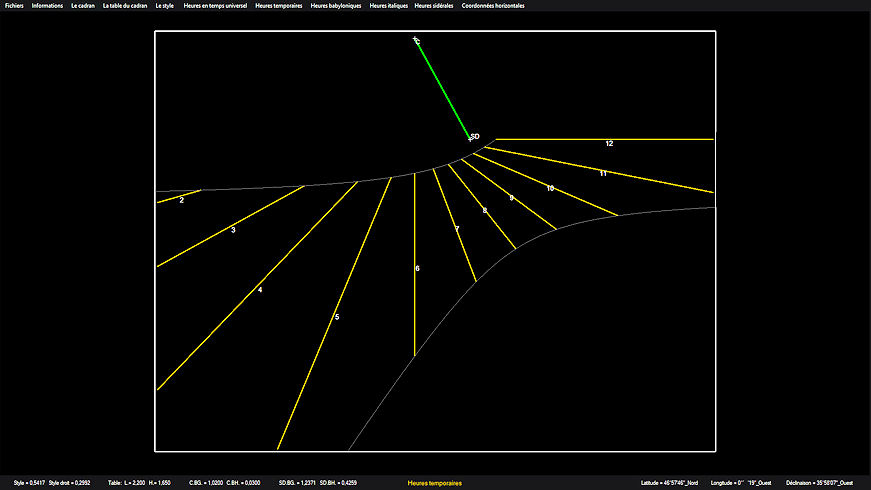 Fichiers Informations Le cadran La table du cadran Le style Heures en temps universel Heures temporaires Heures babyloniques Heures italiques Heures sidérales Coordonnées horizontales
C
SD
12
11
10
9
8
7
6
5
4
3
2
Style = 0,5417 Style droit = 0,2992 Table: L = 2,200 H.= 1,650 C.BG. = 1,0200 C.BH. = 0,0300 SD.BG. = 1,2371 SD.BH. = 0,4259 Heures temporaires Latitude = 46°57'46"_Nord Longitude = 0°' "19"_Ouest Déclinaison = 35°58'07"_Ouest